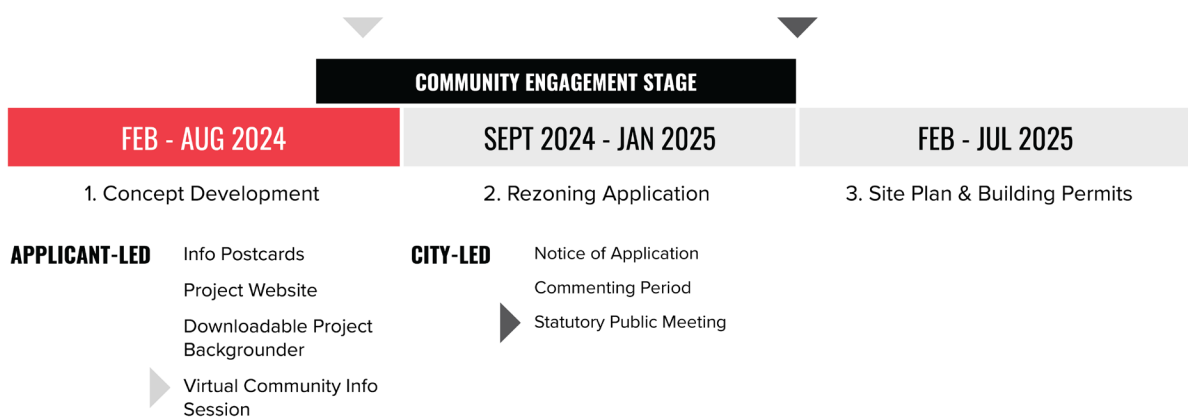 COMMUNITY ENGAGEMENT STAGE
FEB - AUG 2024
SEPT 2024 - JAN 2025
FEB - JUL 2025
1. Concept Development
2. Rezoning Application
3. Site Plan & Building Permits
APPLICANT-LED
Info Postcards
Project Website
Downloadable Project
Backgrounder
Virtual Community Info
Session
CITY-LED
Notice of Application
Commenting Period
Statutory Public Meeting